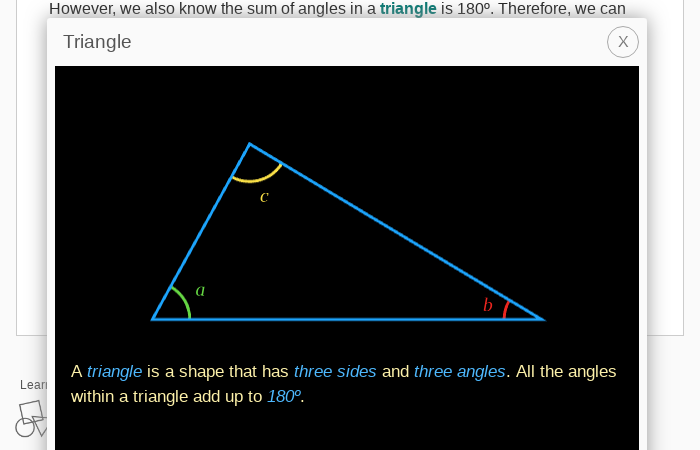 However, we also know the sum of angles in a triangle is 180º. Therefore, we can
Triangle
X
c
a
b
A triangle is a shape that has three sides and three angles. All the angles
within a triangle add up to 180º.